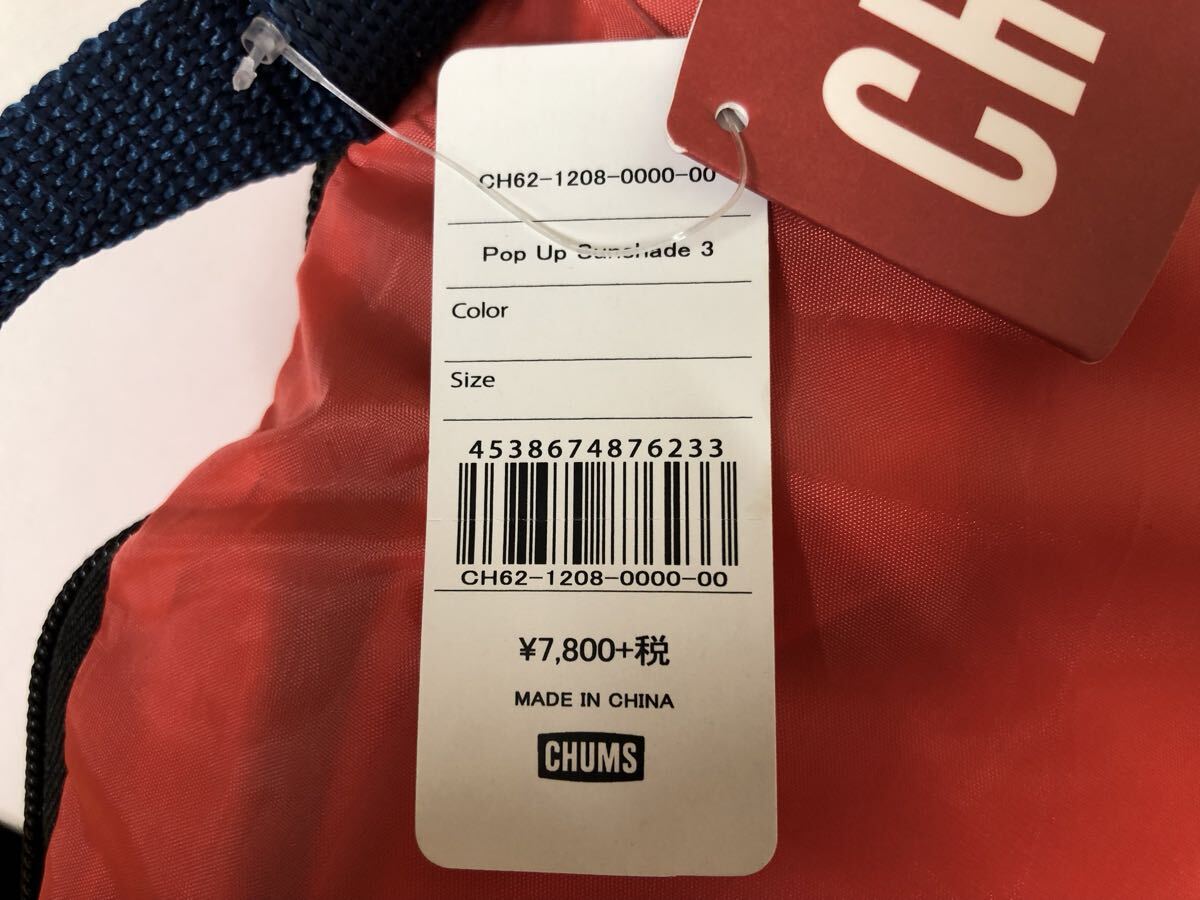 CH
CH62-1208-0000-00
Pop Up Sunshade 3
Color
Size
4538674876233
CH62-1208-0000-00
¥7,800+税
MADE IN CHINA
CHUMS